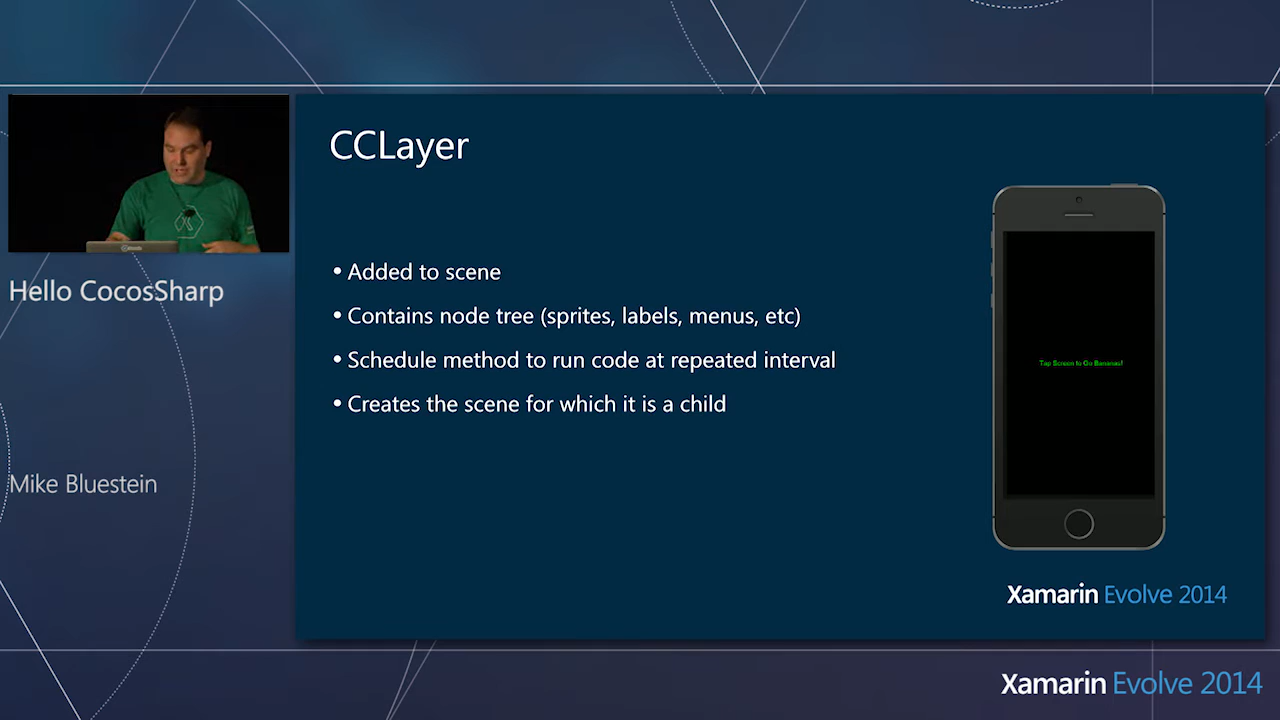 CCLayer
• Added to scene
• Contains node tree (sprites, labels, menus, etc)
• Schedule method to run code at repeated interval
• Creates the scene for which it is a child
Tap Screen to Go Bananas!
Xamarin Evolve 2014
Hello CocosSharp
Mike Bluestein
Xamarin Evolve 2014